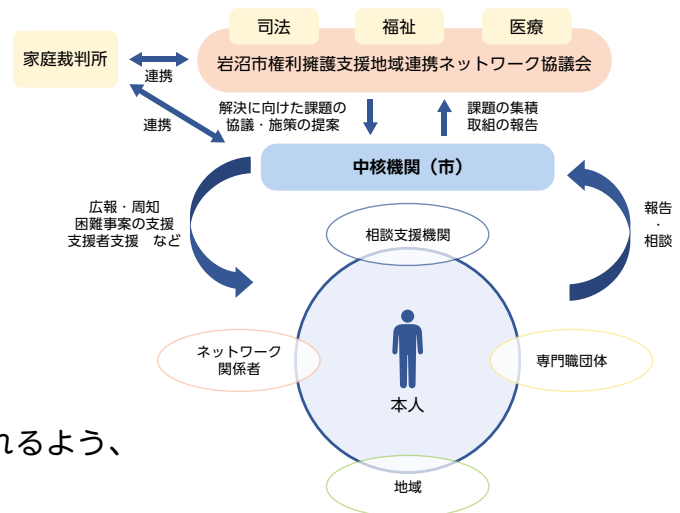 司法
福祉
医療
家庭裁判所
岩沼市権利擁護支援地域連携ネットワーク協議会
連携
連携
解決に向けた課題の
協議・施策の提案
課題の集積
取組の報告
中核機関（市）
広報・周知
困難事案の支援
支援者支援　など
報告
・
相談
相談支援機関
ネットワーク
関係者
専門職団体
本人
れるよう、
地域